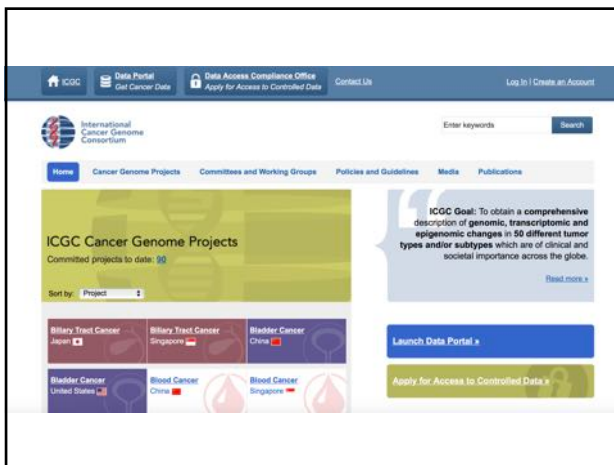 ICGC
Data Portal
Get Cancer Data
Data Access Compliance Office
Apply for Access to Controlled Data
Contact Us
Log In | Create an Account
International
Cancer Genome
Consortium
Enter keywords
Search
Home
Cancer Genome Projects
Committees and Working Groups
Policies and Guidelines
Media
Publications
ICGC Cancer Genome Projects
Committed projects to date: 90
Sort by: Project
ICGC Goal: To obtain a comprehensive
description of genomic, transcriptomic and
epigenomic changes in 50 different tumor
types and/or subtypes which are of clinical and
societal importance across the globe.
Read more »
Biliary Tract Cancer
Japan
Biliary Tract Cancer
Singapore
Bladder Cancer
China
Bladder Cancer
United States
Blood Cancer
China
Blood Cancer
Singapore
Launch Data Portal »
Apply for Access to Controlled Data »